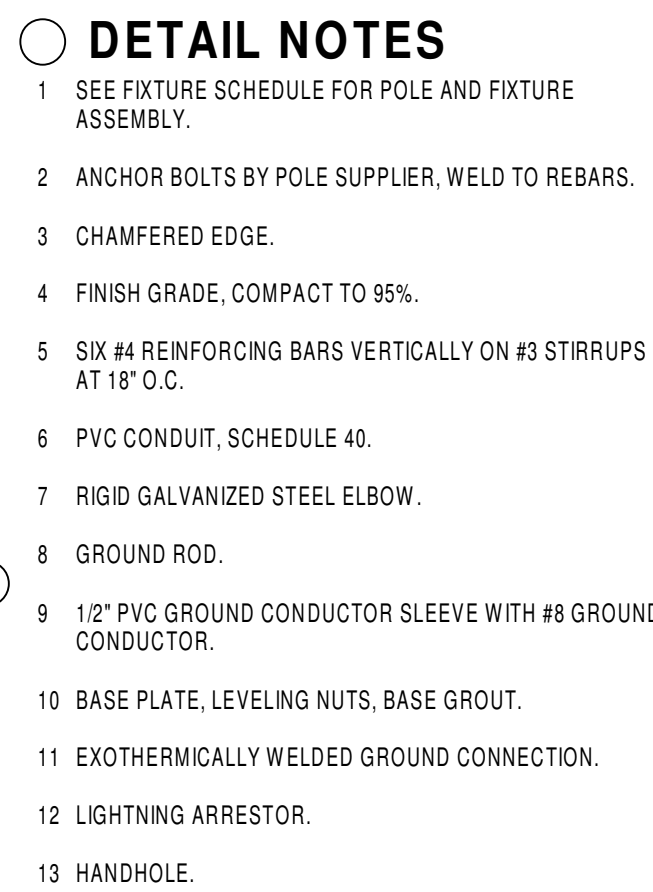 DETAIL NOTES
1 SEE FIXTURE SCHEDULE FOR POLE AND FIXTURE
ASSEMBLY.
2 ANCHOR BOLTS BY POLE SUPPLIER, WELD TO REBARS.
3 CHAMFERED EDGE.
4 FINISH GRADE, COMPACT TO 95%.
5 SIX #4 REINFORCING BARS VERTICALLY ON #3 STIRRUPS
AT 18" O.C.
6 PVC CONDUIT, SCHEDULE 40.
7 RIGID GALVANIZED STEEL ELBOW.
8 GROUND ROD.
9 1/2" PVC GROUND CONDUCTOR SLEEVE WITH #8 GROUND
CONDUCTOR.
10 BASE PLATE, LEVELING NUTS, BASE GROUT.
11 EXOTHERMICALLY WELDED GROUND CONNECTION.
12 LIGHTNING ARRESTOR.
13 HANDHOLE.